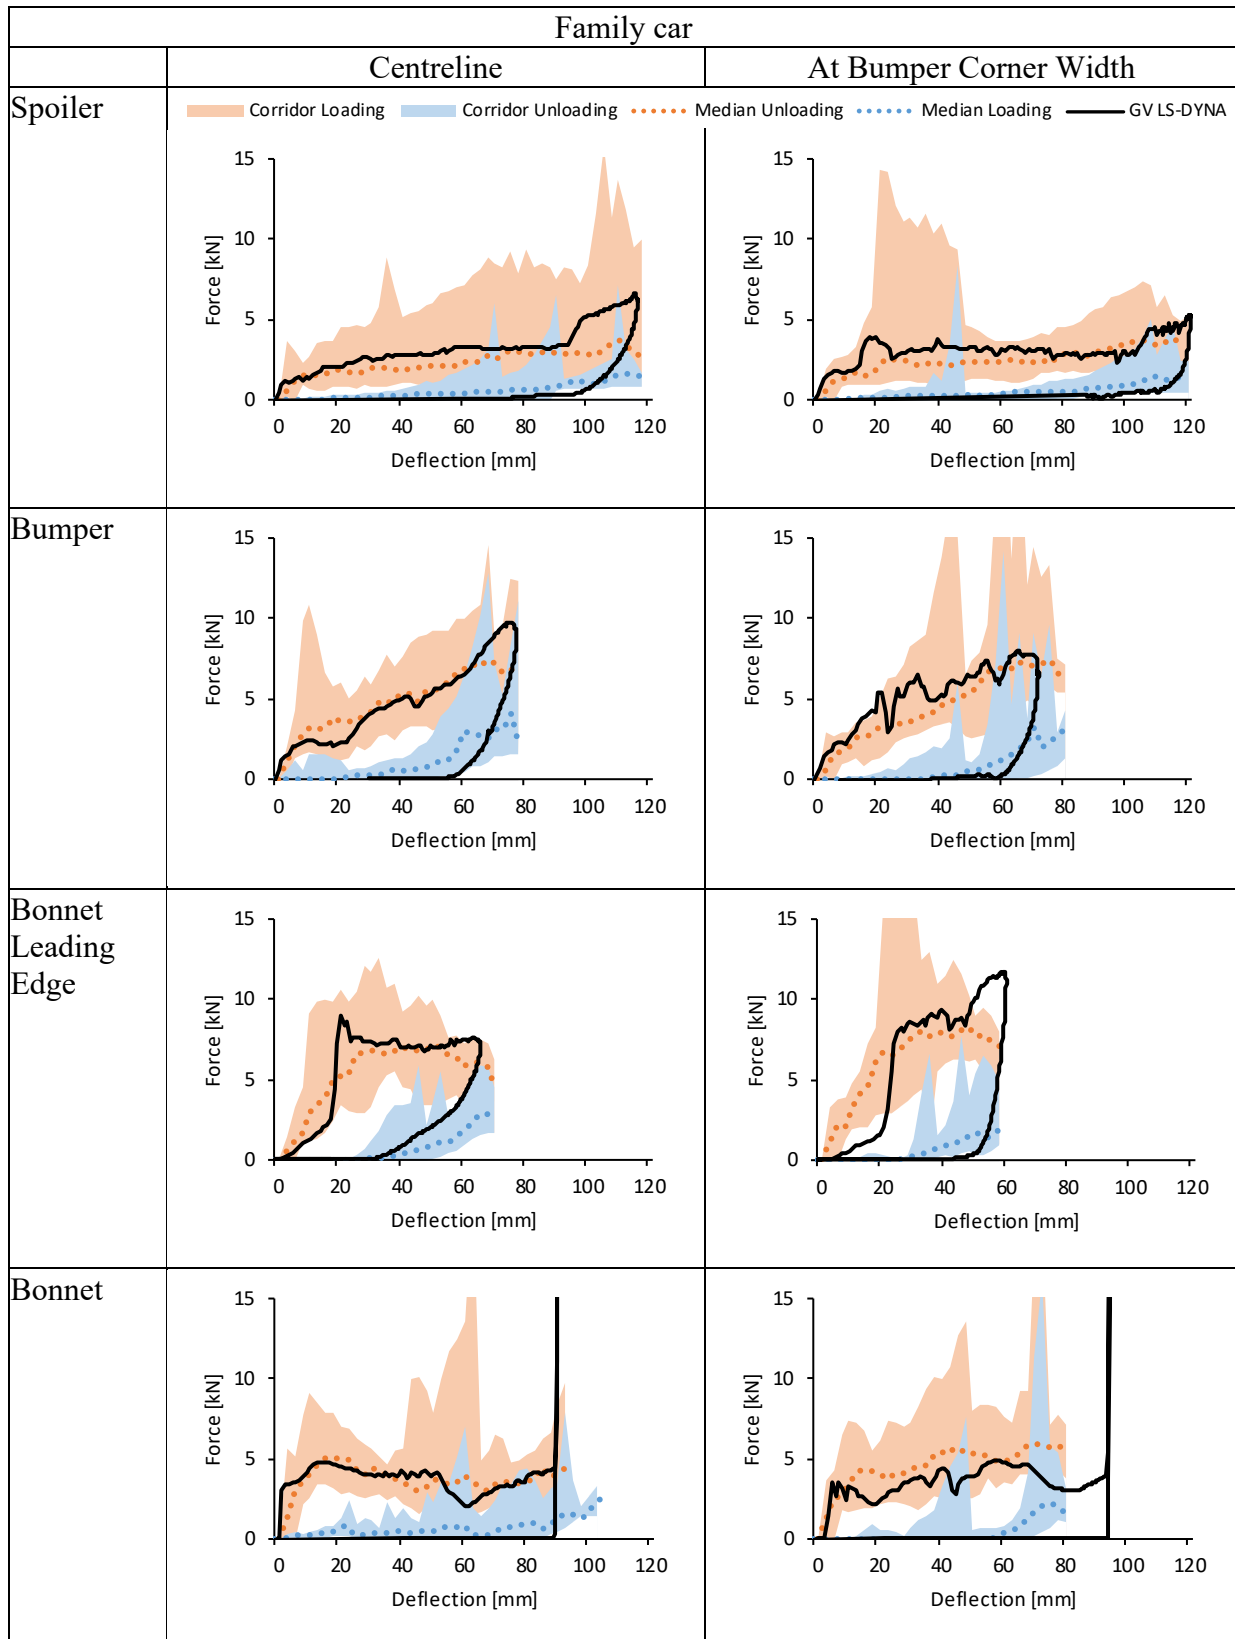 Family car
Centreline At Bumper Corner Width
Spoiler
Corridor Loading Corridor Unloading Median Unloading Median Loading GV LS-DYNA
15
10
5
0
Force [kN]
0 20 40 60 80 100 120
Deflection [mm]
15
10
5
0
Force [kN]
0 20 40 60 80 100 120
Deflection [mm]
Bumper
15
10
5
0
Force [kN]
0 20 40 60 80 100 120
Deflection [mm]
15
10
5
0
Force [kN]
0 20 40 60 80 100 120
Deflection [mm]
Bonnet
Leading
Edge
15
10
5
0
Force [kN]
0 20 40 60 80 100 120
Deflection [mm]
15
10
5
0
Force [kN]
0 20 40 60 80 100 120
Deflection [mm]
Bonnet
15
10
5
0
Force [kN]
0 20 40 60 80 100 120
Deflection [mm]
15
10
5
0
Force [kN]
0 20 40 60 80 100 120
Deflection [mm]